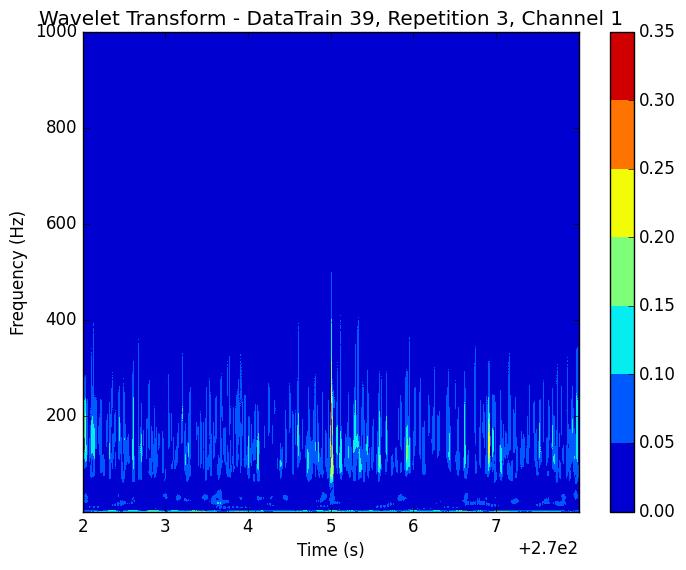 Wavelet Transform - DataTrain 39, Repetition 3, Channel 1
1000
800
600
400
200
Frequency (Hz)
2 3 4 5 6 7
+2.7e2
Time (s)
0.35
0.30
0.25
0.20
0.15
0.10
0.05
0.00